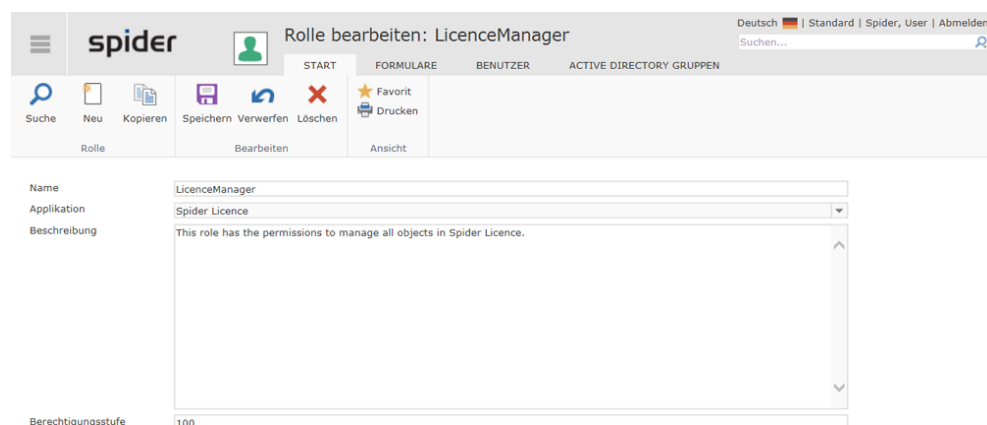 Deutsch | Standard | Spider, User | Abmelden
Suchen...
spider
Rolle bearbeiten: LicenceManager
START FORMULARE BENUTZER ACTIVE DIRECTORY GRUPPEN
Suche Neu Kopieren Speichern Verwerfen Löschen Favorit
Drucken
Rolle Bearbeiten Ansicht
Name LicenceManager
Applikation Spider Licence
Beschreibung This role has the permissions to manage all objects in Spider Licence.
Berechtigungsstufe 100